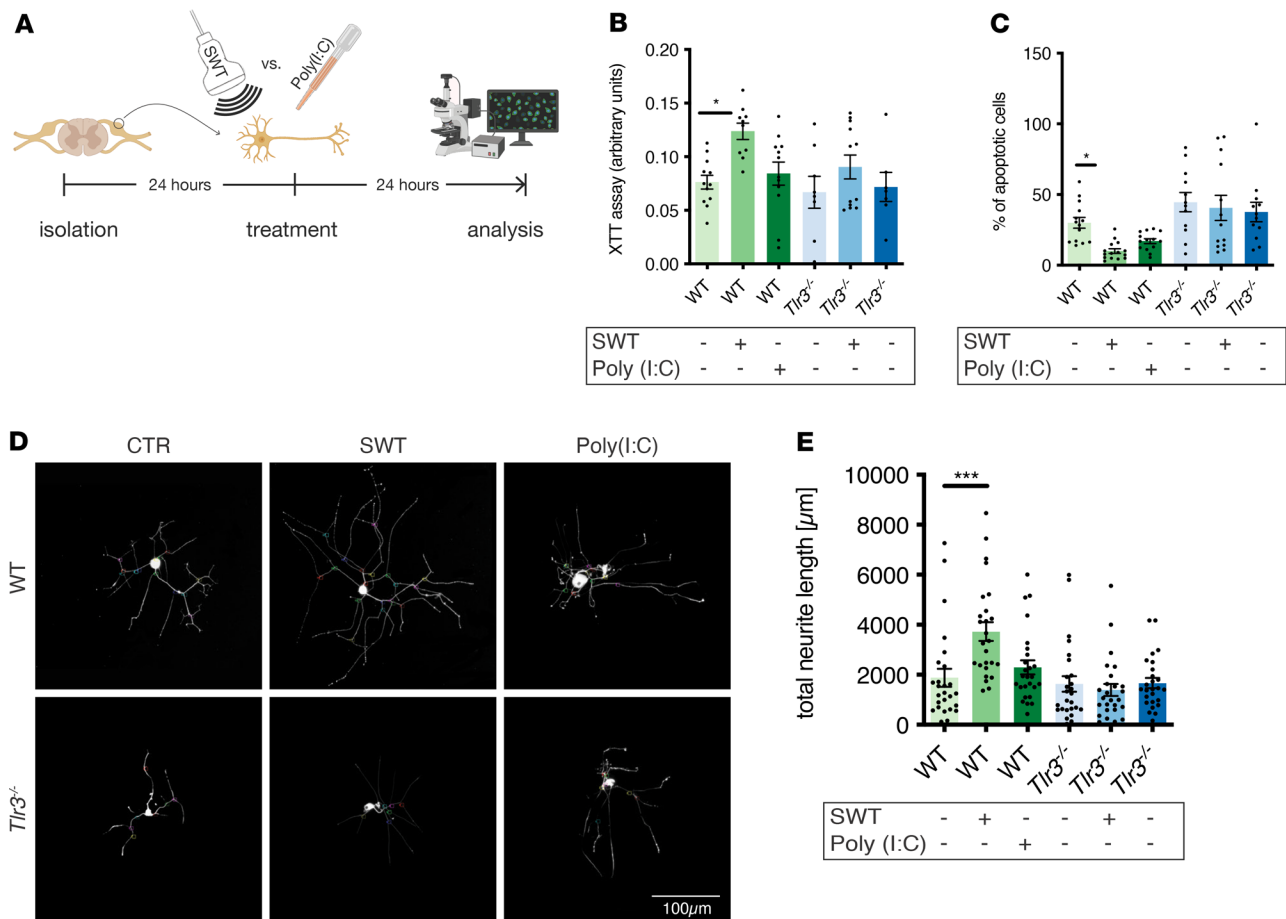 A
SWT
vs.
Poly(I:C)
24 hours
24 hours
isolation
treatment
analysis
B
XTT assay (arbitrary units)
0.20
0.15
0.10
0.05
0.00
*
WT WT WT Tlr3-/- Tlr3-/- Tlr3-/-
SWT - + - - + -
Poly (I:C) - - + - - -
C
% of apoptotic cells
150
100
50
0
*
WT WT WT Tlr3-/- Tlr3-/- Tlr3-/-
SWT - + - - + -
Poly (I:C) - - + - - -
D
CTR SWT Poly(I:C)
WT
Tlr3-/-
100µm
E
total neurite length [µm]
10000
8000
6000
4000
2000
0
***
WT WT WT Tlr3-/- Tlr3-/- Tlr3-/-
SWT - + - - + -
Poly (I:C) - - + - - -